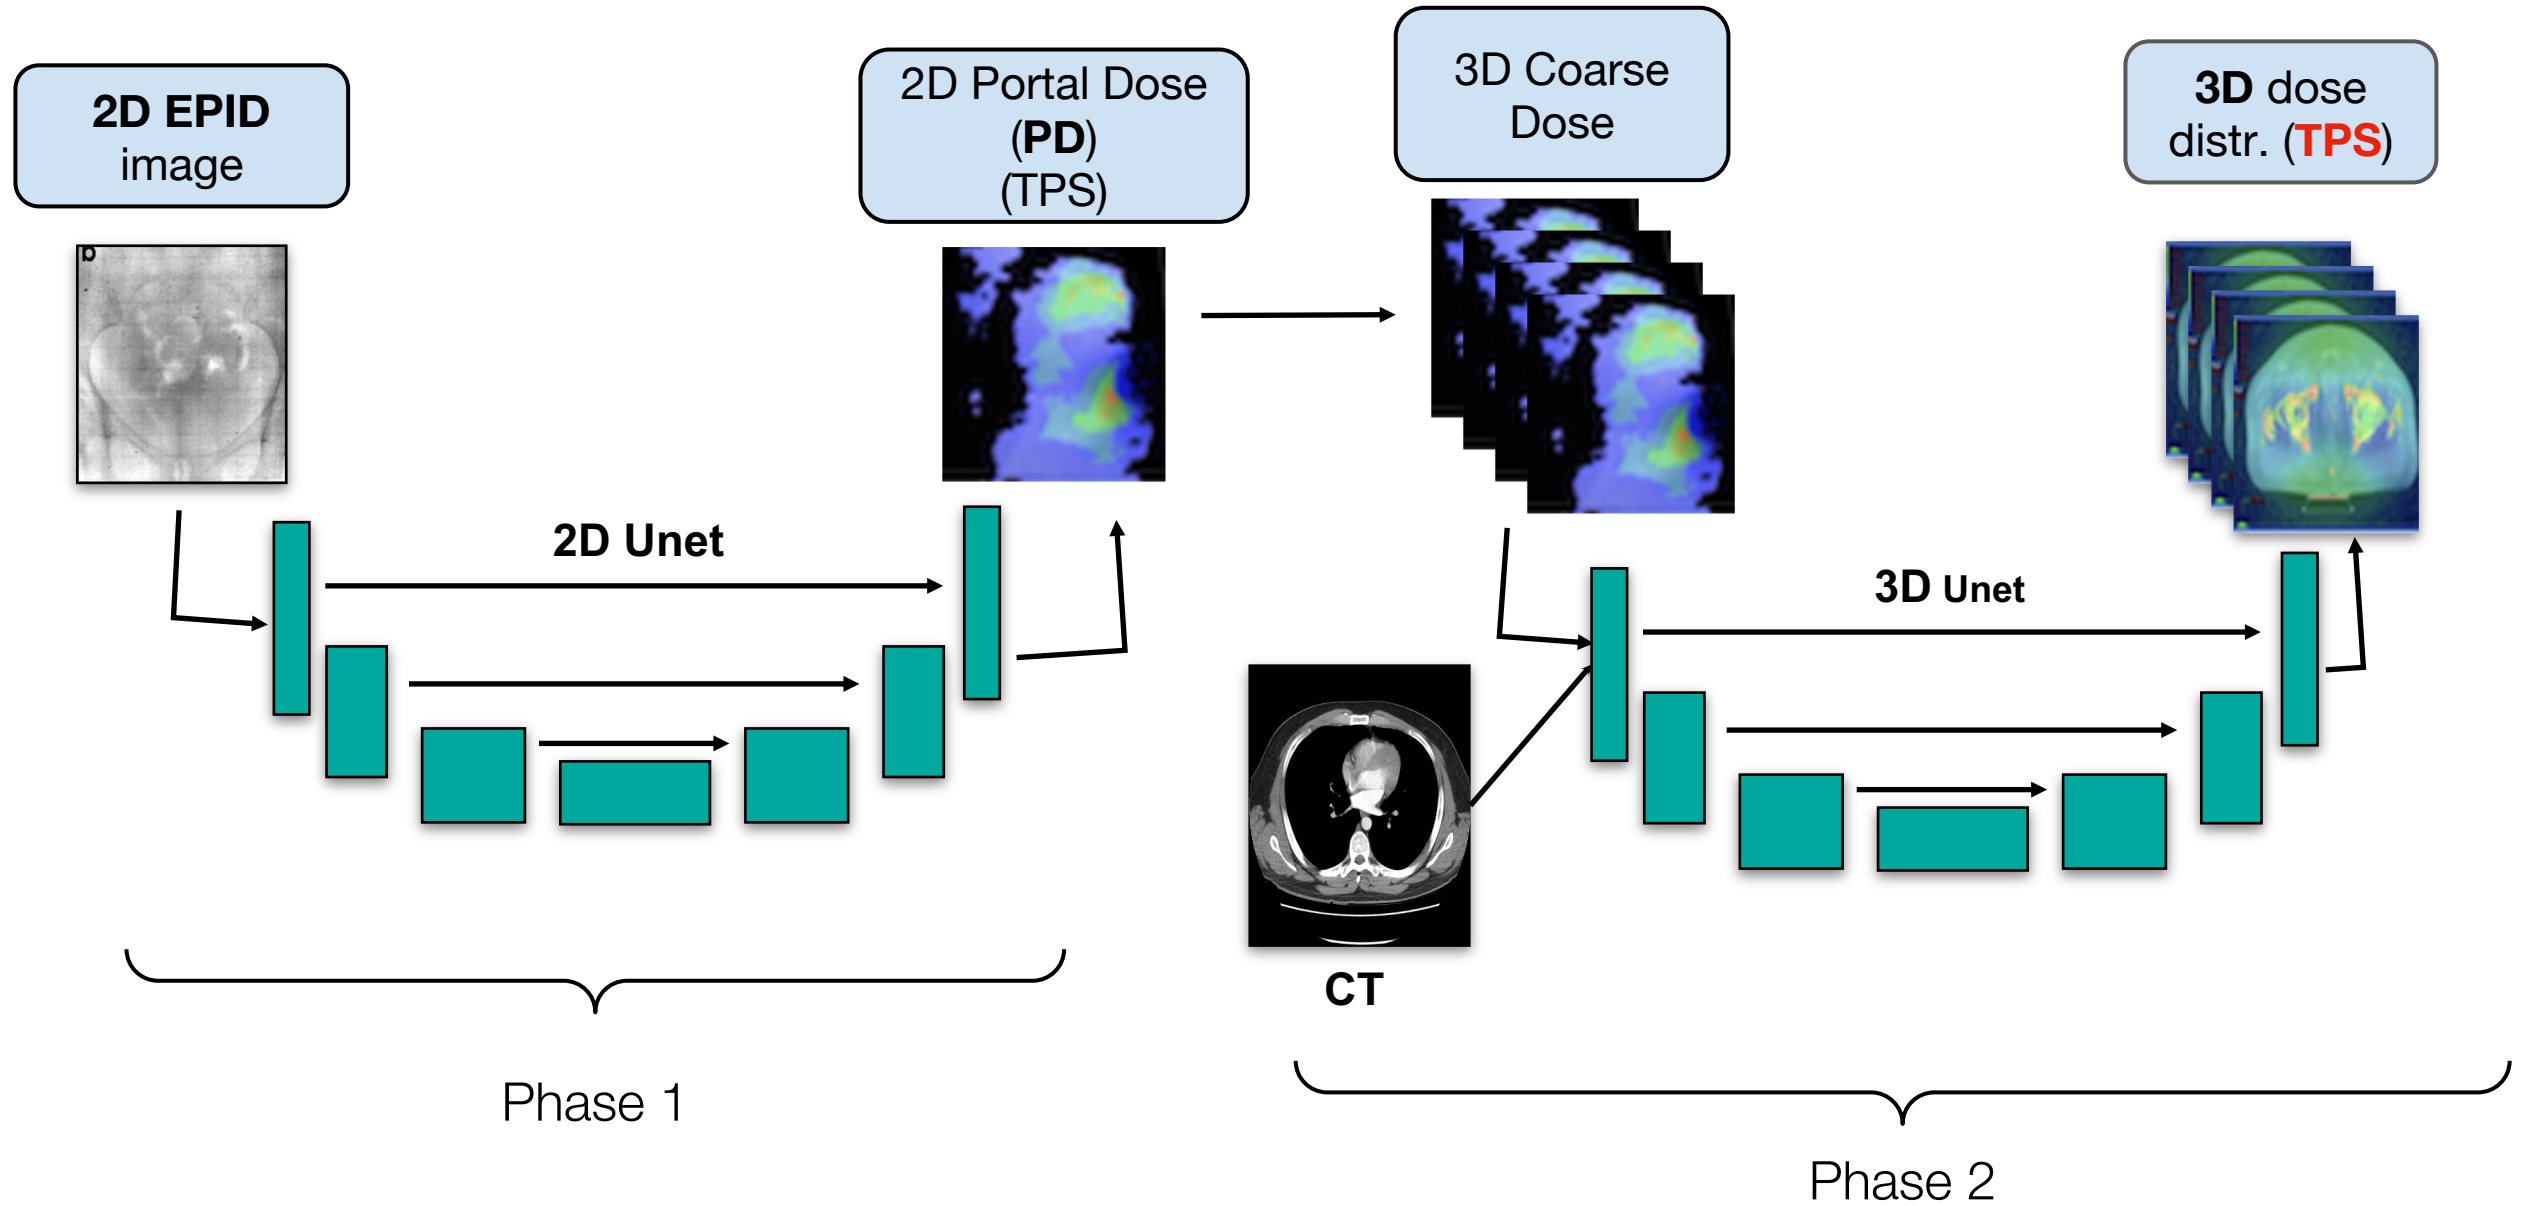 2D EPID
image
2D Portal Dose
(PD)
(TPS)
3D Coarse
Dose
3D dose
distr. (TPS)
b
2D Unet
3D Unet
CT
Phase 1
Phase 2